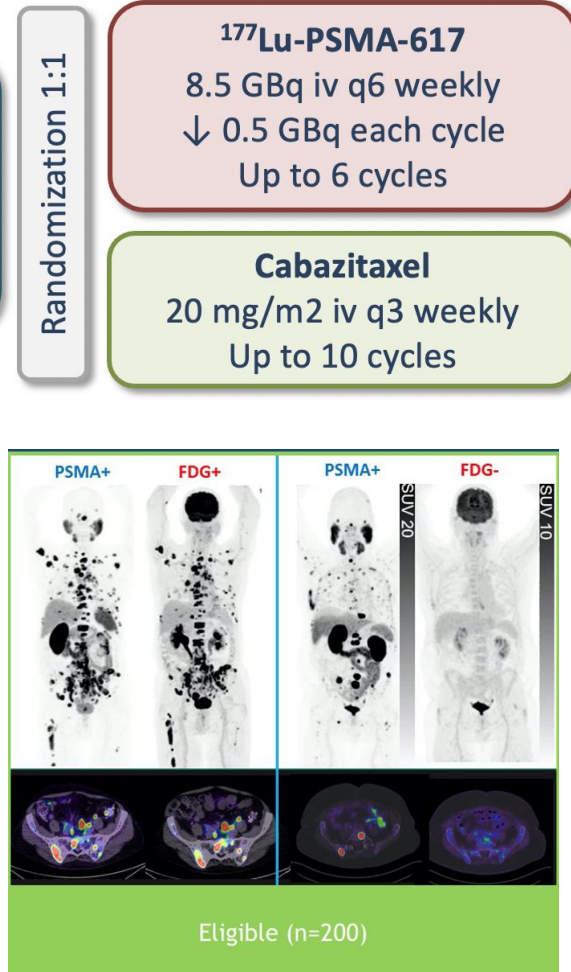 Randomization 1:1
¹⁷⁷Lu-PSMA-617
8.5 GBq iv q6 weekly
↓ 0.5 GBq each cycle
Up to 6 cycles
Cabazitaxel
20 mg/m2 iv q3 weekly
Up to 10 cycles
PSMA+
FDG+
PSMA+
FDG-
SUV 20
SUV 10
Eligible (n=200)